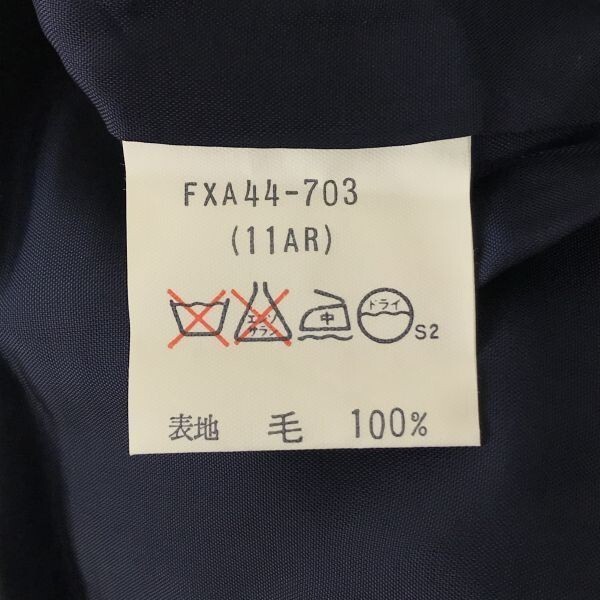 FXA44-703
(11AR)
エンソ
サラシ
中
ドライ
S2
表地 毛 100%